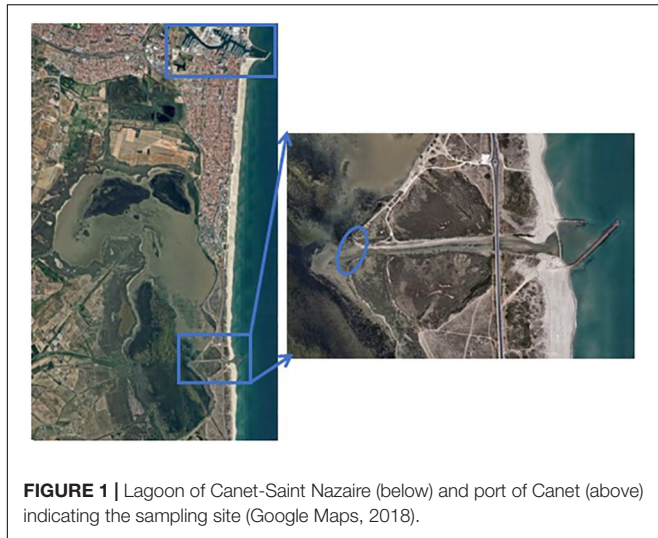 FIGURE 1 | Lagoon of Canet-Saint Nazaire (below) and port of Canet (above)
indicating the sampling site (Google Maps, 2018).